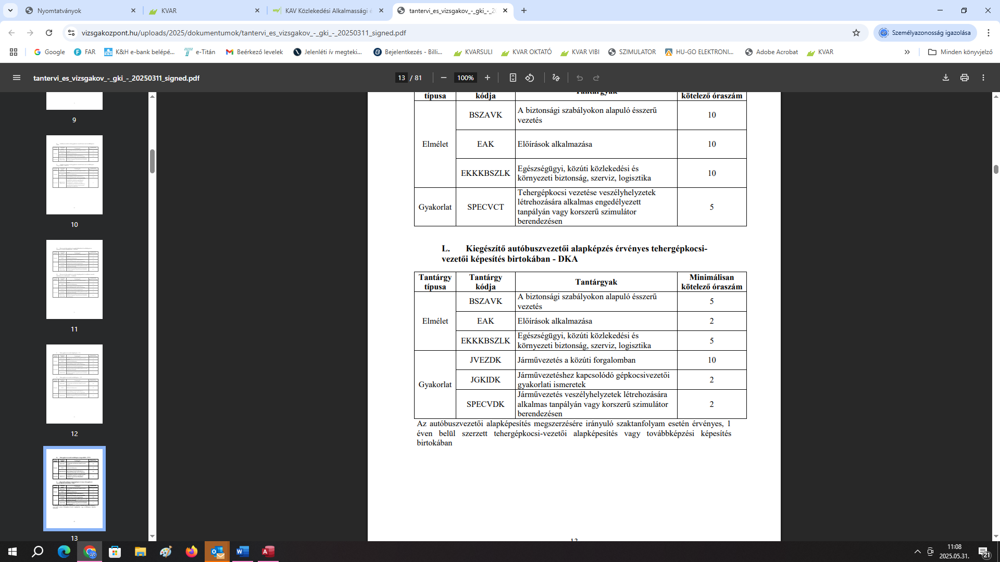 Nyomtatványok
KVAR
KAV Közlekedési Alkalmassági é
tantervi_es_vizsgakov_-_gki_-_20
vizsgakozpont.hu/uploads/2025/dokumentumok/tantervi_es_vizsgakov_-_gki_-_20250311_signed.pdf
Személyazonosság igazolása
Google
FAR
K&H e-bank belépé...
e-Titán
Beérkező levelek
Jelenléti ív megteki...
Bejelentkezés - Billi...
KVARSULI
KVAR OKTATÓ
KVAR VIBI
SZIMULATOR
HU-GO ELEKTRONI...
Adobe Acrobat
KVAR
Minden könyvjelző
tantervi_es_vizsgakov_-_gki_-_20250311_signed.pdf
13 / 81
100%
9
10
11
12
13
típusa
kódja
Tantárgyak
kötelező óraszám
Elmélet
BSZAVK
A biztonsági szabályokon alapuló ésszerű
vezetés
10
EAK
Előírások alkalmazása
10
EKKKBSZLK
Egészségügyi, közúti közlekedési és
környezeti biztonság, szerviz, logisztika
10
Gyakorlat
SPECVCT
Tehergépkocsi vezetése veszélyhelyzetek
létrehozására alkalmas engedélyezett
tanpályán vagy korszerű szimulátor
berendezésen
5
L. Kiegészítő autóbuszvezetői alapképzés érvényes tehergépkocsi-
vezetői képesítés birtokában - DKA
Tantárgy
típusa
Tantárgy
kódja
Tantárgyak
Minimálisan
kötelező óraszám
Elmélet
BSZAVK
A biztonsági szabályokon alapuló ésszerű
vezetés
5
EAK
Előírások alkalmazása
2
EKKKBSZLK
Egészségügyi, közúti közlekedési és
környezeti biztonság, szerviz, logisztika
5
Gyakorlat
JVEZDK
Járművezetés a közúti forgalomban
10
JGKIDK
Járművezetéshez kapcsolódó gépkocsivezetői
gyakorlati ismeretek
2
SPECVDK
Járművezetés veszélyhelyzetek létrehozására
alkalmas tanpályán vagy korszerű szimulátor
berendezésen
2
Az autóbuszvezetői alapképesítés megszerzésére irányuló szaktanfolyam esetén érvényes, 1
éven belül szerzett tehergépkocsi-vezetői alapképesítés vagy továbbképzési képesítés
birtokában
11:08
2025.05.31.
21